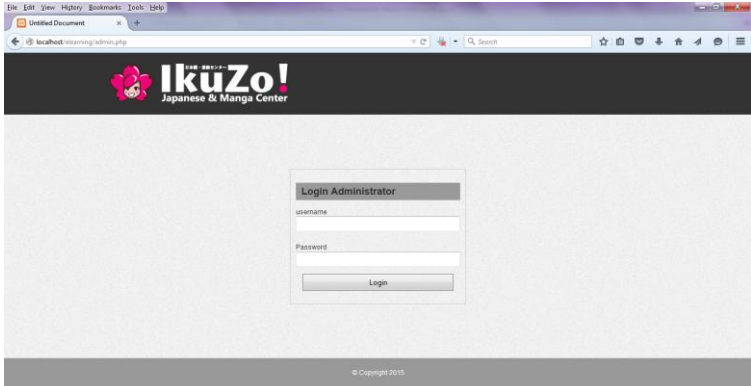 File Edit View History Bookmarks Tools Help
Untitled Document
localhost/elearning/admin.php
Search
IkuZo!
Japanese & Manga Center
Login Administrator
username
Password
Login
© Copyright 2015